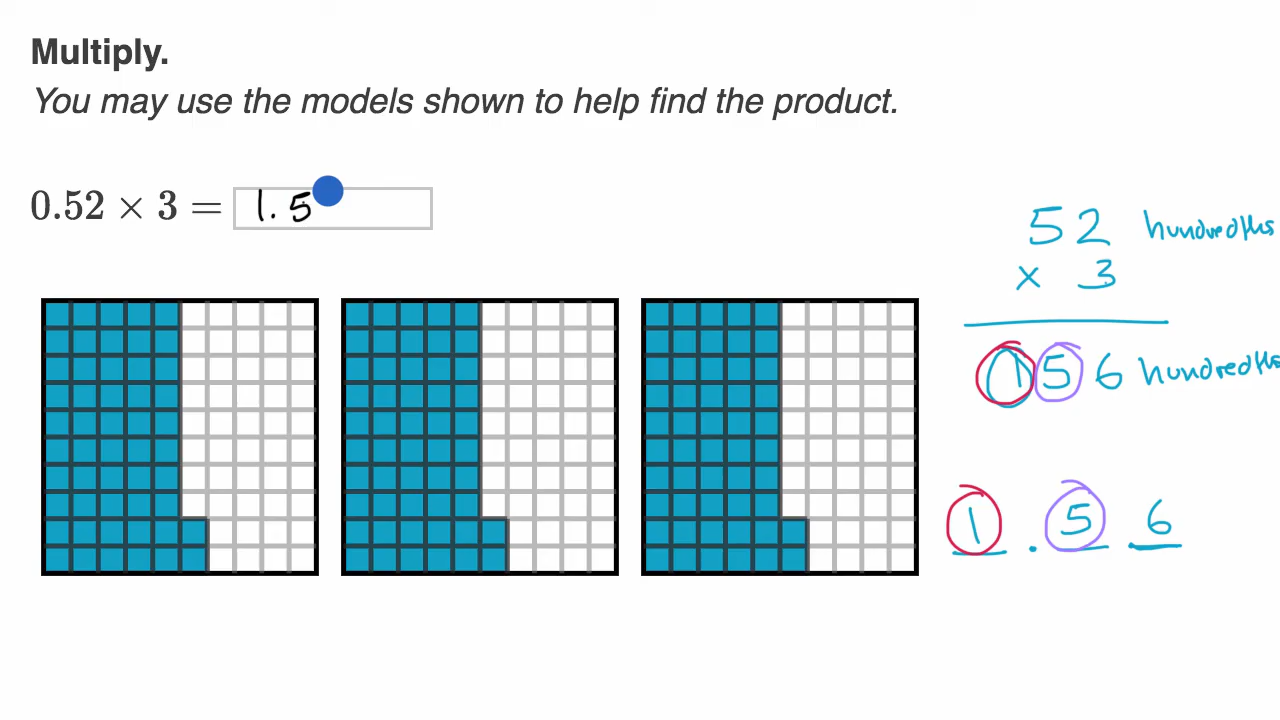 Multiply.
You may use the models shown to help find the product.
0.52 × 3 = 1.5
52 hundredths
× 3
156 hundredths
1.56